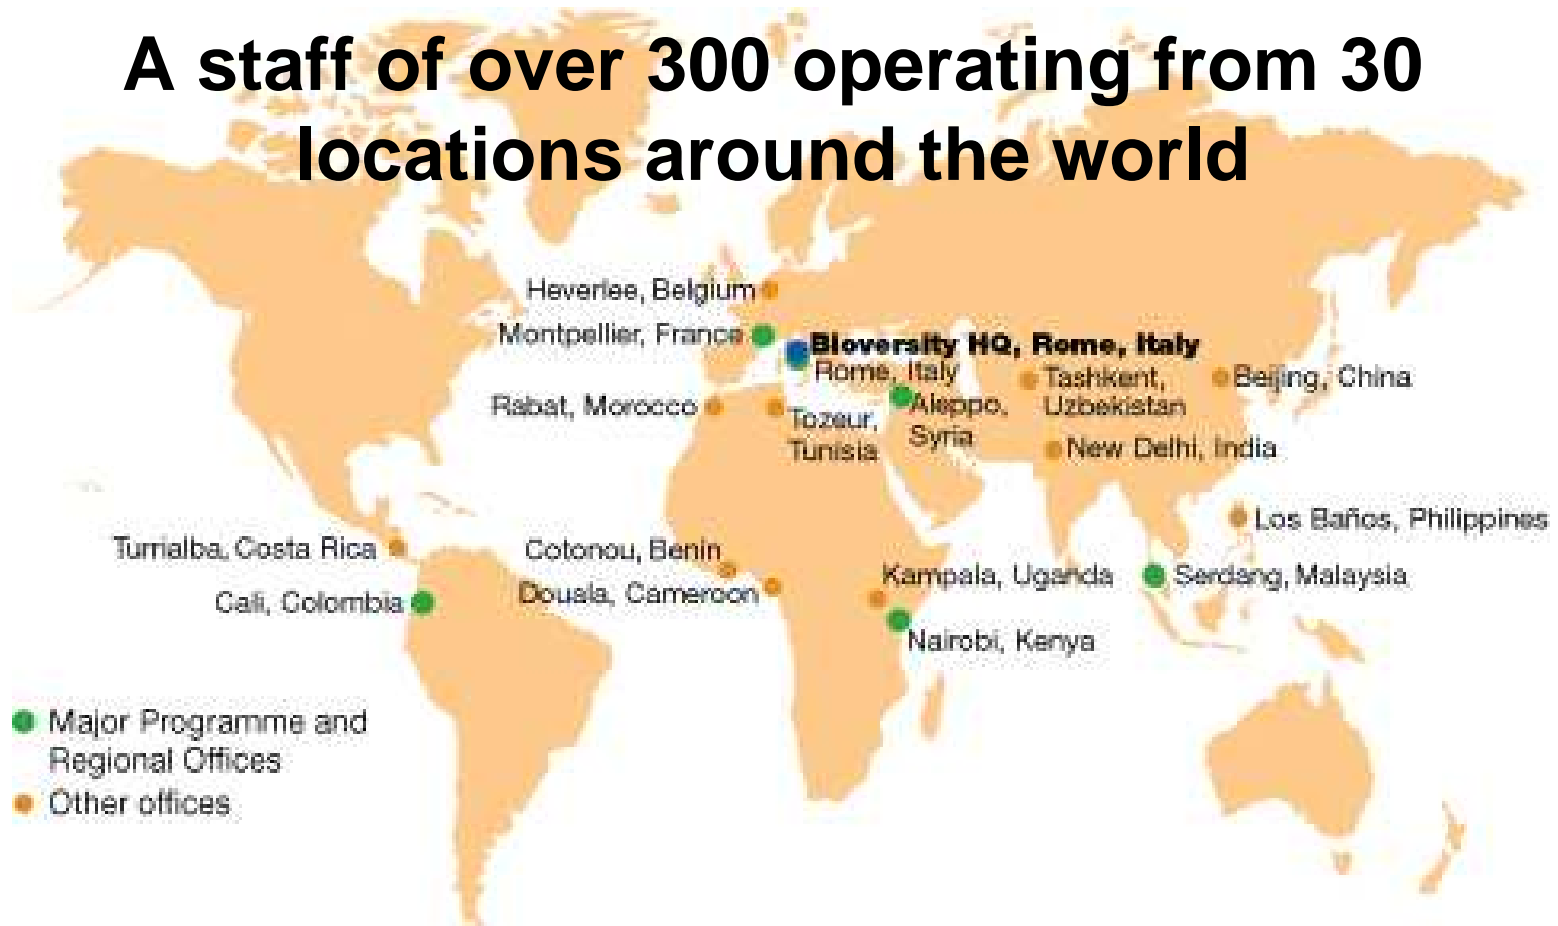 A staff of over 300 operating from 30
locations around the world
Heverlee, Belgium
Montpellier, France
Bioversity HQ, Rome, Italy
Rome, Italy
Tashkent,
Uzbekistan
Beijing, China
Rabat, Morocco
Tozeur,
Tunisia
Aleppo,
Syria
New Delhi, India
Los Baños, Philippines
Turrialba, Costa Rica
Cotonou, Benin
Kampala, Uganda
Serdang, Malaysia
Cali, Colombia
Douala, Cameroon
Nairobi, Kenya
Major Programme and
Regional Offices
Other offices